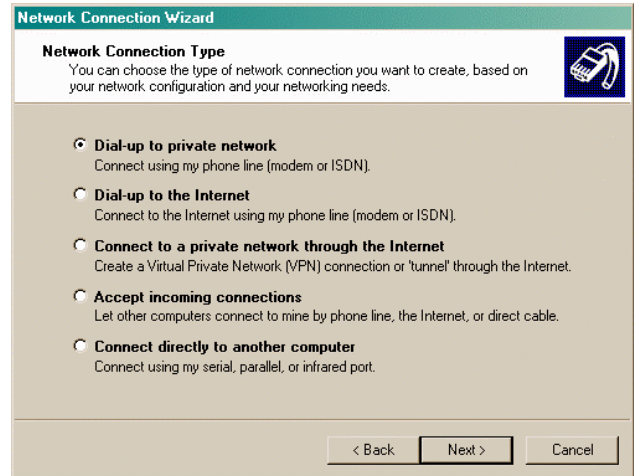 Network Connection Wizard
Network Connection Type
You can choose the type of network connection you want to create, based on
your network configuration and your networking needs.
Dial-up to private network
Connect using my phone line (modem or ISDN).
Dial-up to the Internet
Connect to the Internet using my phone line (modem or ISDN).
Connect to a private network through the Internet
Create a Virtual Private Network (VPN) connection or 'tunnel' through the Internet.
Accept incoming connections
Let other computers connect to mine by phone line, the Internet, or direct cable.
Connect directly to another computer
Connect using my serial, parallel, or infrared port.
< Back Next > Cancel